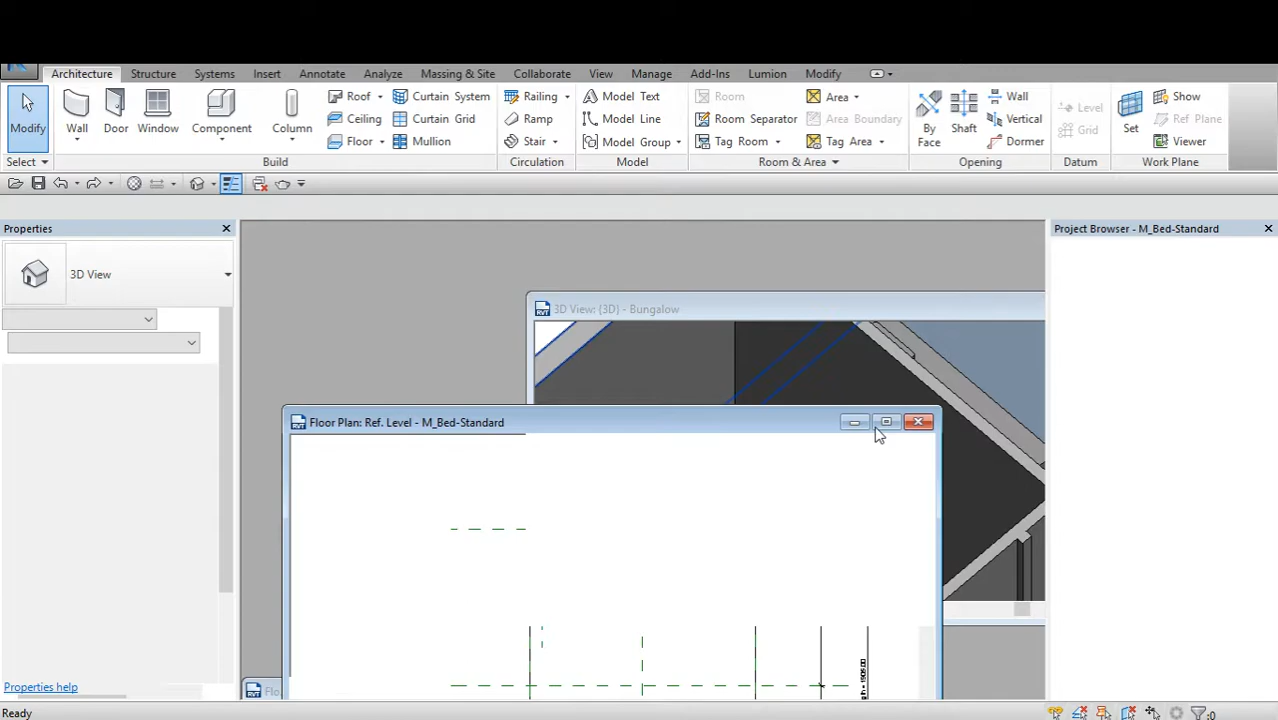 Architecture Structure Systems Insert Annotate Analyze Massing & Site Collaborate View Manage Add-Ins Lumion Modify
Modify Wall Door Window Component Column Roof Ceiling Floor Curtain System Curtain Grid Mullion Railing Ramp Stair Model Text Model Line Model Group Room Room Separator Tag Room Area Area Boundary Tag Area By Face Shaft Wall Vertical Dormer Level Grid Set Show Ref Plane Viewer
Select Build Circulation Model Room & Area Opening Datum Work Plane
Properties
Project Browser - M_Bed-Standard
3D View
3D View: {3D} - Bungalow
Floor Plan: Ref. Level - M_Bed-Standard
Properties help
Flo
Ready
:0